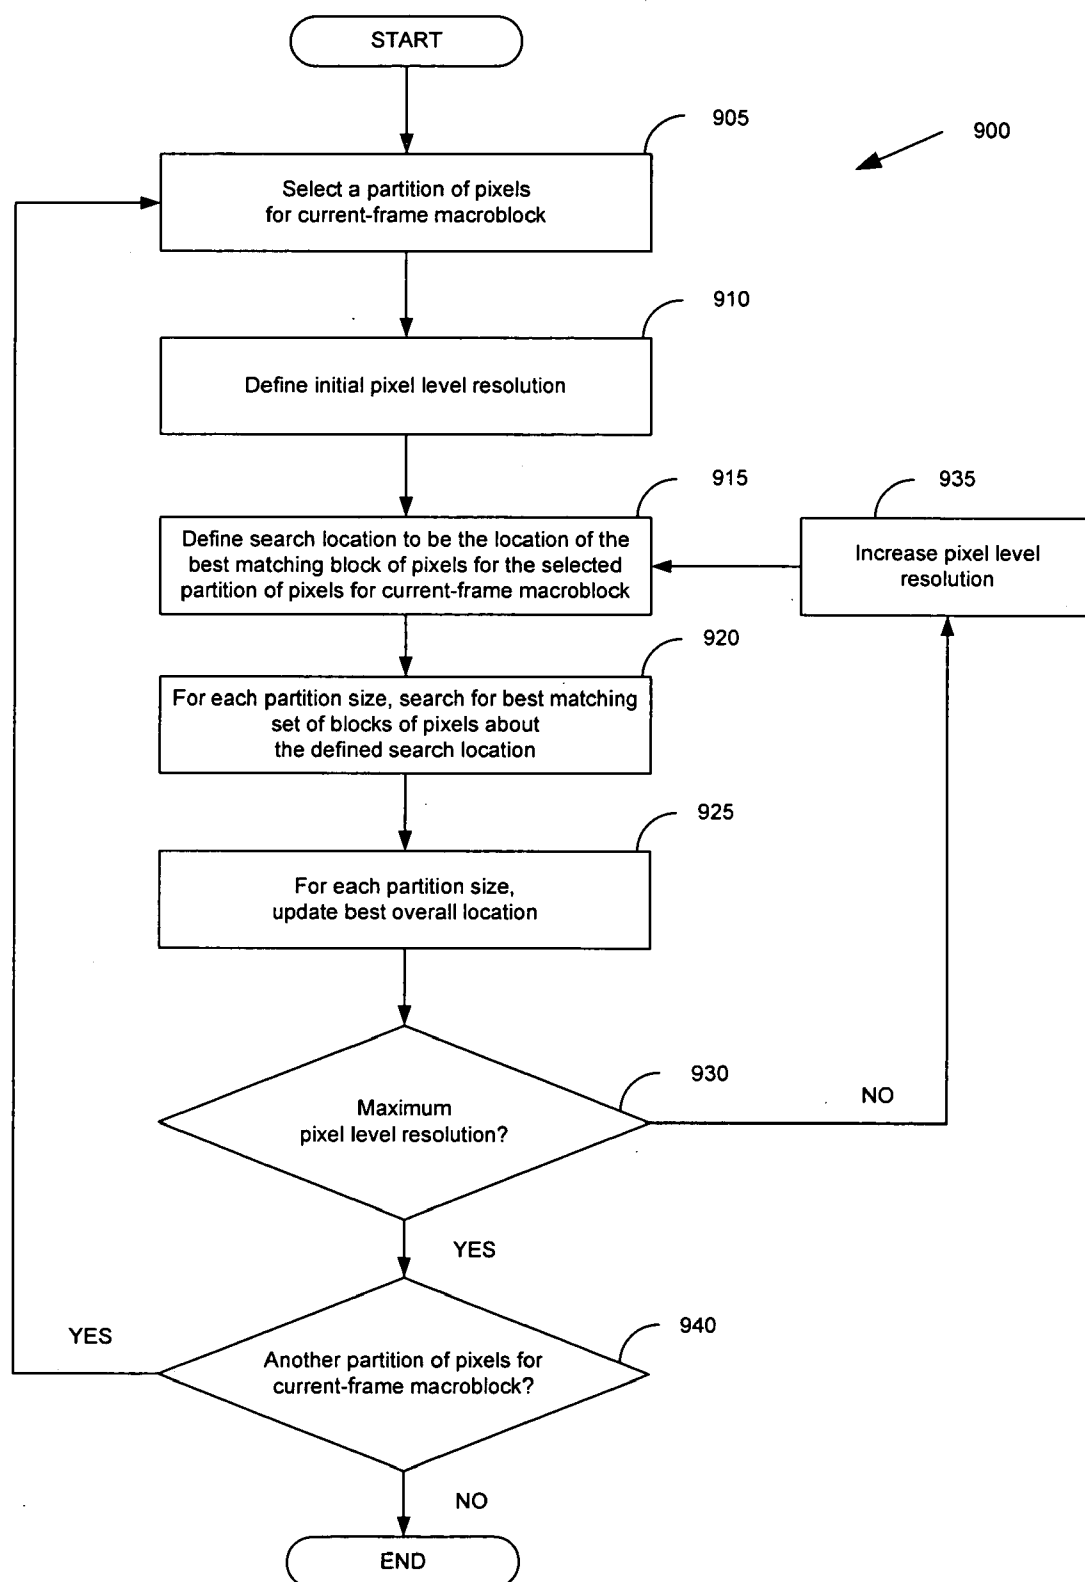 START
905
900
Select a partition of pixels
for current-frame macroblock
910
Define initial pixel level resolution
915
935
Define search location to be the location of the
best matching block of pixels for the selected
partition of pixels for current-frame macroblock
Increase pixel level
resolution
920
For each partition size, search for best matching
set of blocks of pixels about
the defined search location
925
For each partition size,
update best overall location
930
Maximum
pixel level resolution?
NO
YES
940
YES
Another partition of pixels for
current-frame macroblock?
NO
END